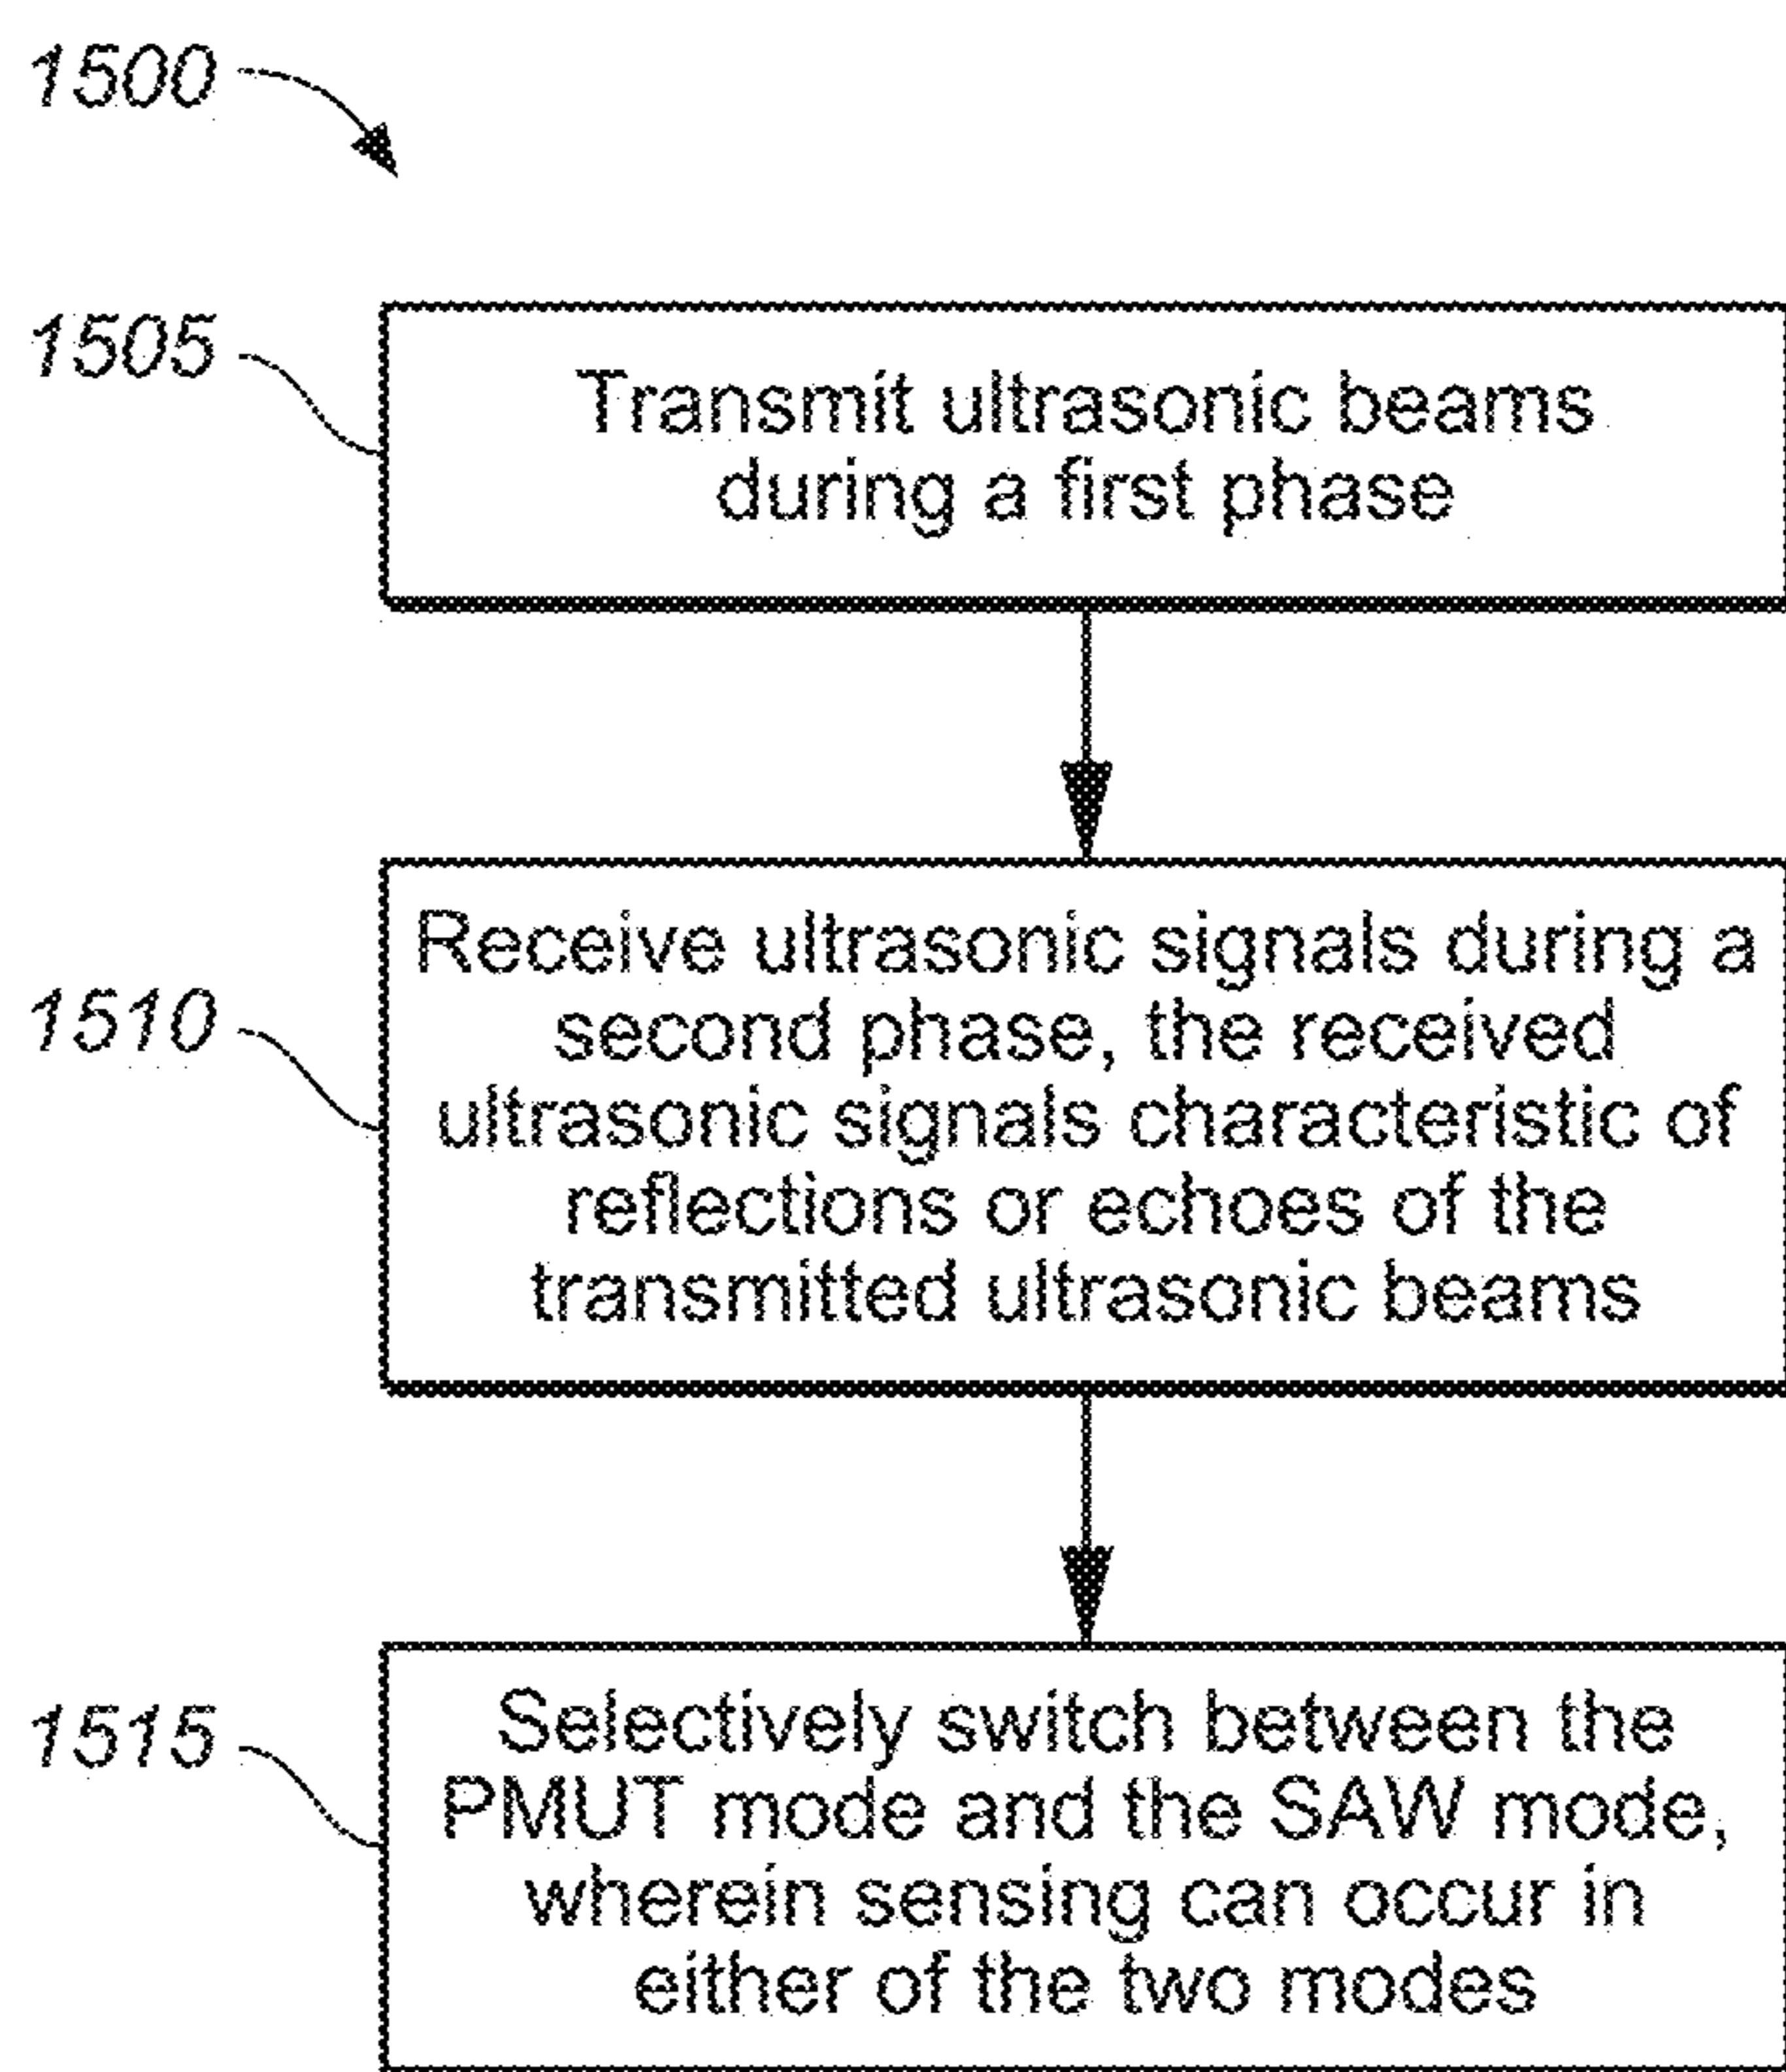 1500
1505
Transmit ultrasonic beams
during a first phase
1510
Receive ultrasonic signals during a
second phase, the received
ultrasonic signals characteristic of
reflections or echoes of the
transmitted ultrasonic beams
1515
Selectively switch between the
PMUT mode and the SAW mode,
wherein sensing can occur in
either of the two modes